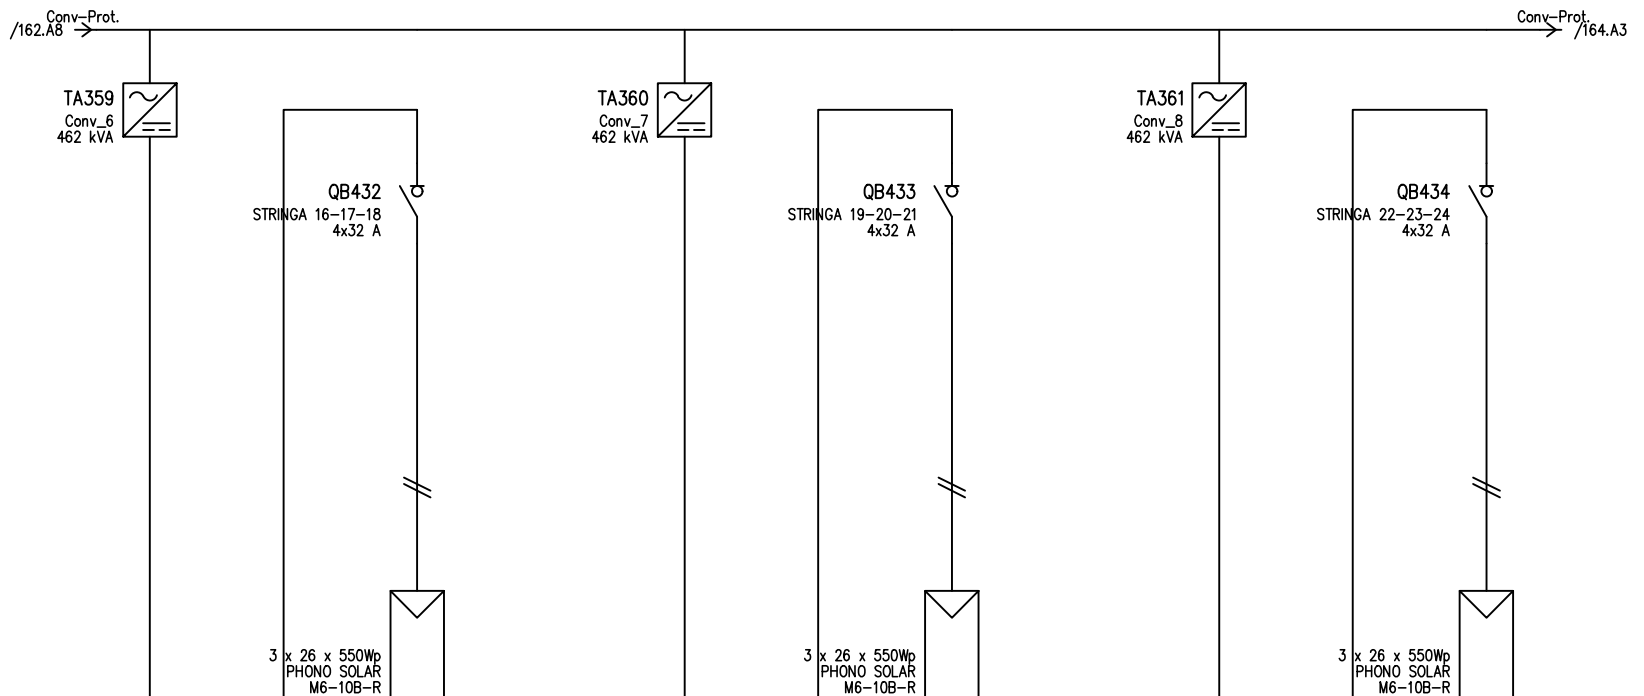 Conv-Prot.
/162.A8
Conv-Prot.
/164.A3
TA359
Conv_6
462 kVA
TA360
Conv_7
462 kVA
TA361
Conv_8
462 kVA
QB432
STRINGA 16-17-18
4x32 A
QB433
STRINGA 19-20-21
4x32 A
QB434
STRINGA 22-23-24
4x32 A
3 x 26 x 550Wp
PHONO SOLAR
M6-10B-R
3 x 26 x 550Wp
PHONO SOLAR
M6-10B-R
3 x 26 x 550Wp
PHONO SOLAR
M6-10B-R